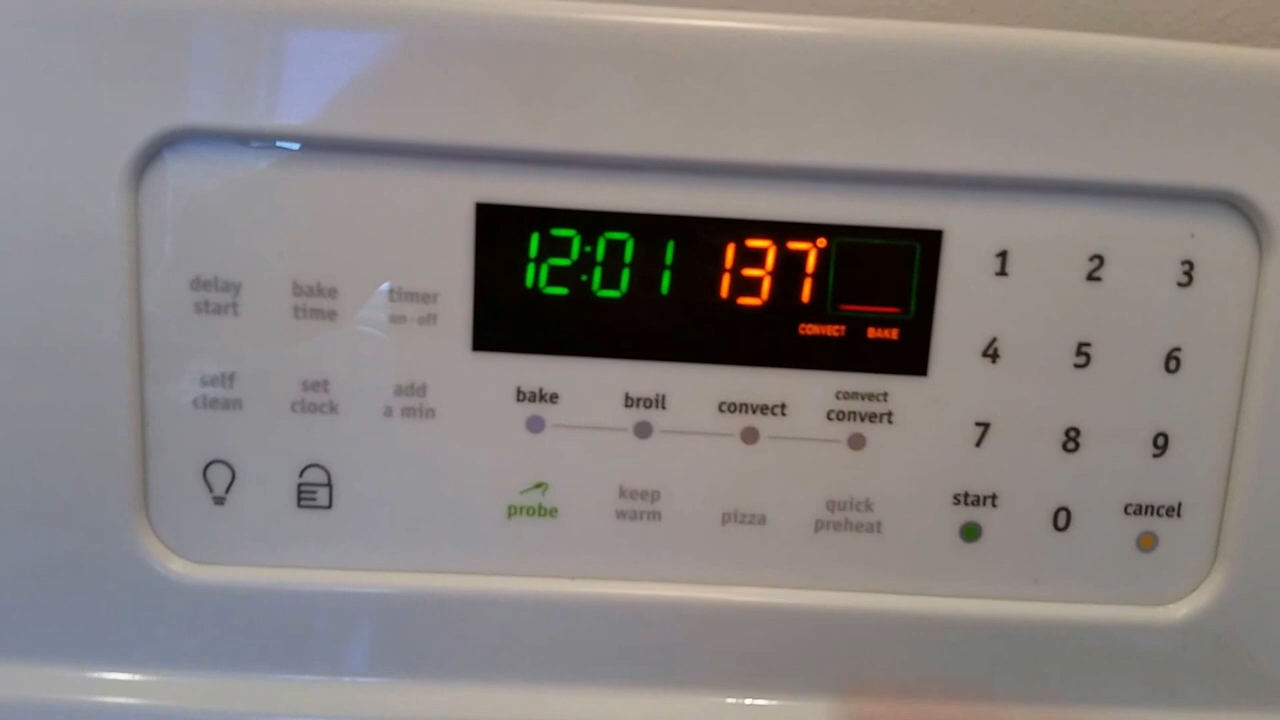 12:01 137°
CONVECT BAKE
delay start
bake time
timer on·off
self clean
set clock
add a min
bake
broil
convect
convect convert
probe
keep warm
pizza
quick preheat
1 2 3
4 5 6
7 8 9
start
0
cancel